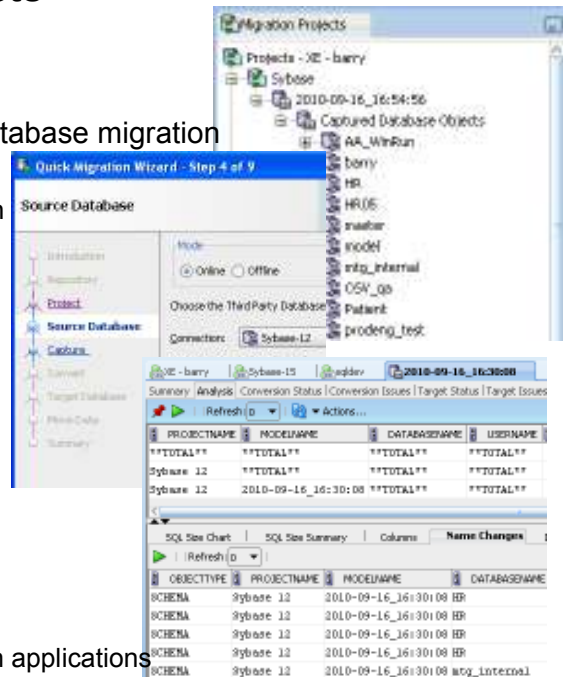 Migration Projects
Projects - XE - barry
Sybase
2010-09-16_16:54:56
Captured Database Objects
AA_WinRun
barry
HR
HR05
master
model
mtg_internal
OSV_qa
Patient
prodeng_test
tabase migration
Quick Migration Wizard - Step 4 of 9
Source Database
Introduction
Repository
Project
Source Database
Capture
Convert
Target Database
Move Data
Summary
Mode
Online Offline
Choose the Third Party Database
Connection: Sybase-12
XE - barry Sybase-15 sqldev 2010-09-16_16:30:08
Summary Analysis Conversion Status Conversion Issues Target Status Target Issues
Refresh: 0 Actions...
PROJECTNAME MODELNAME DATABASENAME USERNAME
**TOTAL** **TOTAL** **TOTAL** **TOTAL**
Sybase 12 **TOTAL** **TOTAL** **TOTAL**
Sybase 12 2010-09-16_16:30:08 **TOTAL** **TOTAL**
SQL Size Chart SQL Size Summary Columns Name Changes
Refresh: 0
OBJECTTYPE PROJECTNAME MODELNAME DATABASENAME
SCHEMA Sybase 12 2010-09-16_16:30:08 HR
SCHEMA Sybase 12 2010-09-16_16:30:08 HR
SCHEMA Sybase 12 2010-09-16_16:30:08 HR
SCHEMA Sybase 12 2010-09-16_16:30:08 HR
SCHEMA Sybase 12 2010-09-16_16:30:08 mtg_internal
n applications